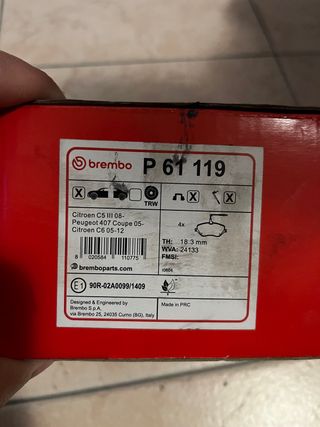 brembo P 61 119
X X X
TRW
Citroen C5 III 08-
Peugeot 407 Coupe 05-
Citroen C6 05-12
4x
TH: 18.3 mm
WVA: 24133
FMSI:
8 020584 110775
bremboparts.com
E1 90R-02A0099/1409
Designed & Engineered by
Brembo S.p.A.
via Brembo 25, 24035 Curno (BG), Italy
Made in PRC